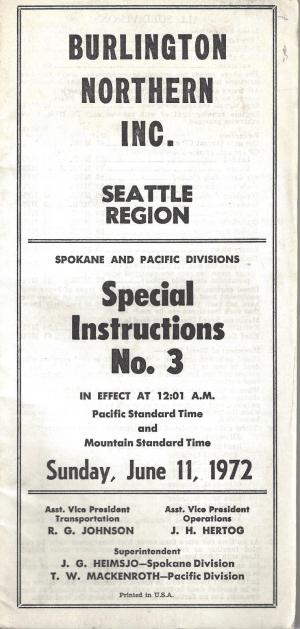 BURLINGTON
NORTHERN
INC.
SEATTLE
REGION
SPOKANE AND PACIFIC DIVISIONS
Special
Instructions
No. 3
IN EFFECT AT 12:01 A.M.
Pacific Standard Time
and
Mountain Standard Time
Sunday, June 11, 1972
Asst. Vice President
Transportation
R. G. JOHNSON
Asst. Vice President
Operations
J. H. HERTOG
Superintendent
J. G. HEIMSJO—Spokane Division
T. W. MACKENROTH—Pacific Division
Printed in U.S.A.